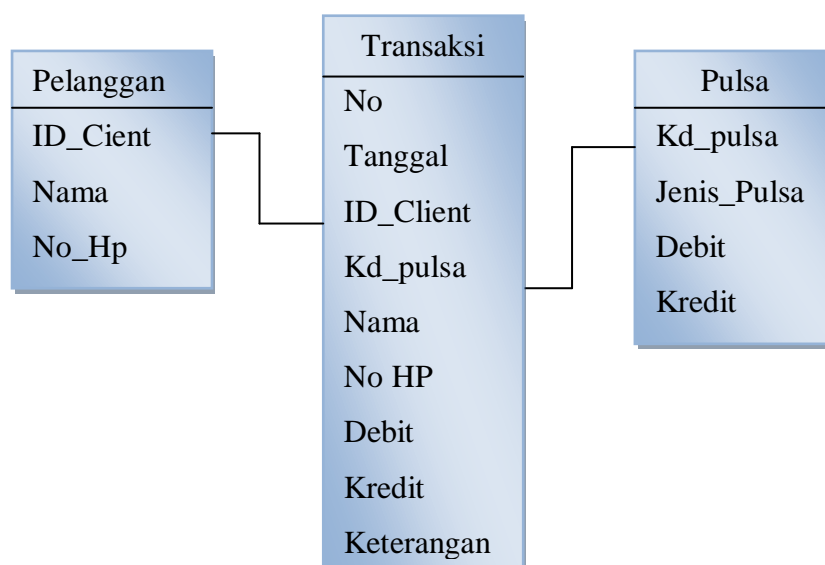 Pelanggan
ID_Cient
Nama
No_Hp
Transaksi
No
Tanggal
ID_Client
Kd_pulsa
Nama
No HP
Debit
Kredit
Keterangan
Pulsa
Kd_pulsa
Jenis_Pulsa
Debit
Kredit